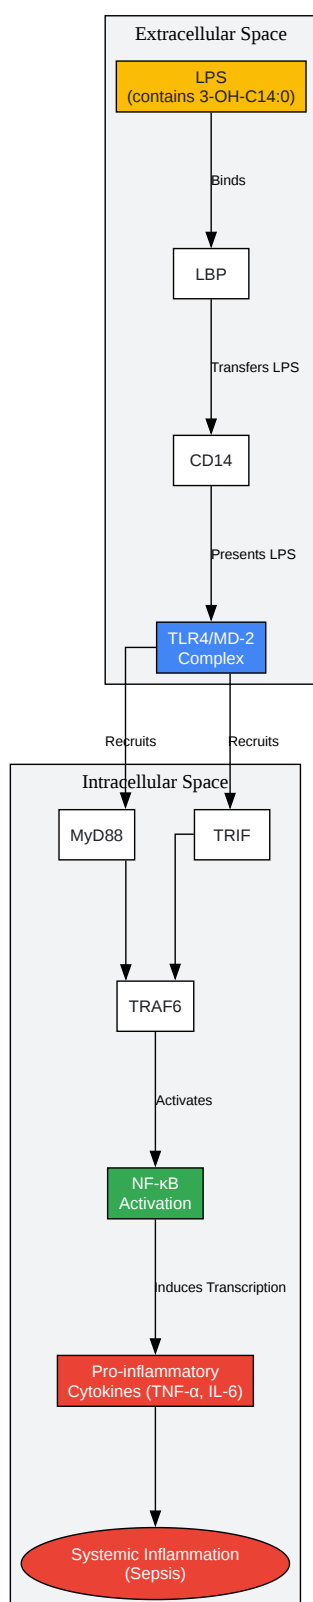 Extracellular Space
LPS
(contains 3-OH-C14:0)
Binds
LBP
Transfers LPS
CD14
Presents LPS
TLR4/MD-2
Complex
Recruits
Recruits
Intracellular Space
MyD88
TRIF
TRAF6
Activates
NF-κB
Activation
Induces Transcription
Pro-inflammatory
Cytokines (TNF-α, IL-6)
Systemic Inflammation
(Sepsis)